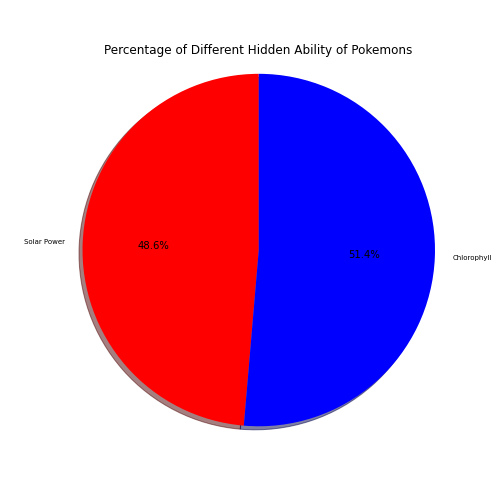 Percentage of Different Hidden Ability of Pokemons
Solar Power
48.6%
51.4%
Chlorophyll